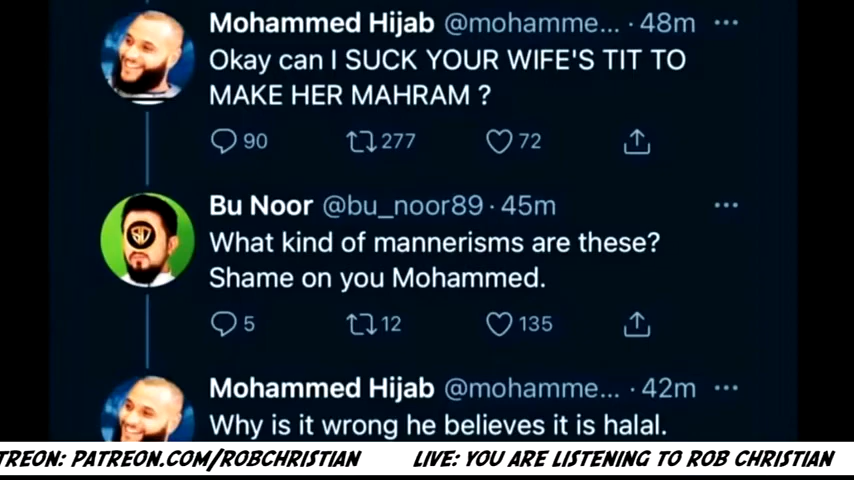 Mohammed Hijab @mohamme... · 48m
Okay can I SUCK YOUR WIFE'S TIT TO
MAKE HER MAHRAM ?
90 277 72
Bu Noor @bu_noor89 · 45m
What kind of mannerisms are these?
Shame on you Mohammed.
5 12 135
Mohammed Hijab @mohamme... · 42m
Why is it wrong he believes it is halal.
TREON: PATREON.COM/ROBCHRISTIAN LIVE: YOU ARE LISTENING TO ROB CHRISTIAN